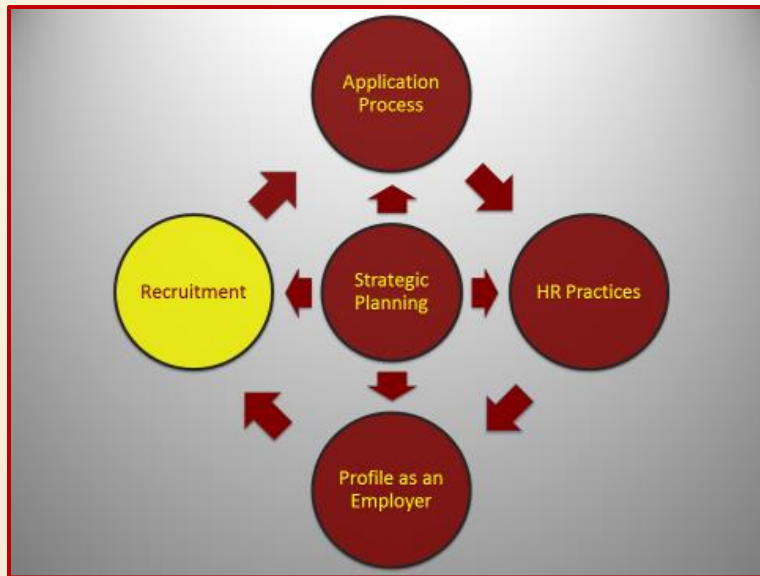 Application
Process
Recruitment
Strategic
Planning
HR Practices
Profile as an
Employer